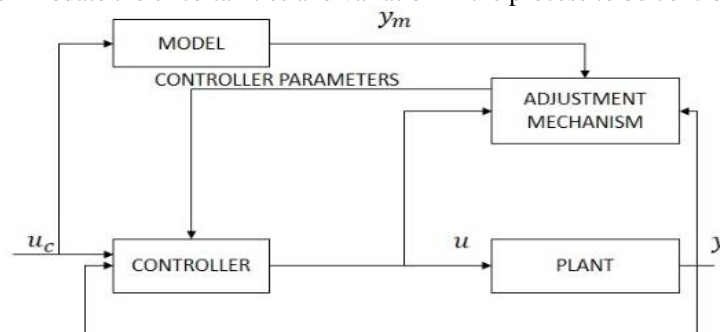 y_m
MODEL
CONTROLLER PARAMETERS
ADJUSTMENT
MECHANISM
u_c
CONTROLLER
u
PLANT
y